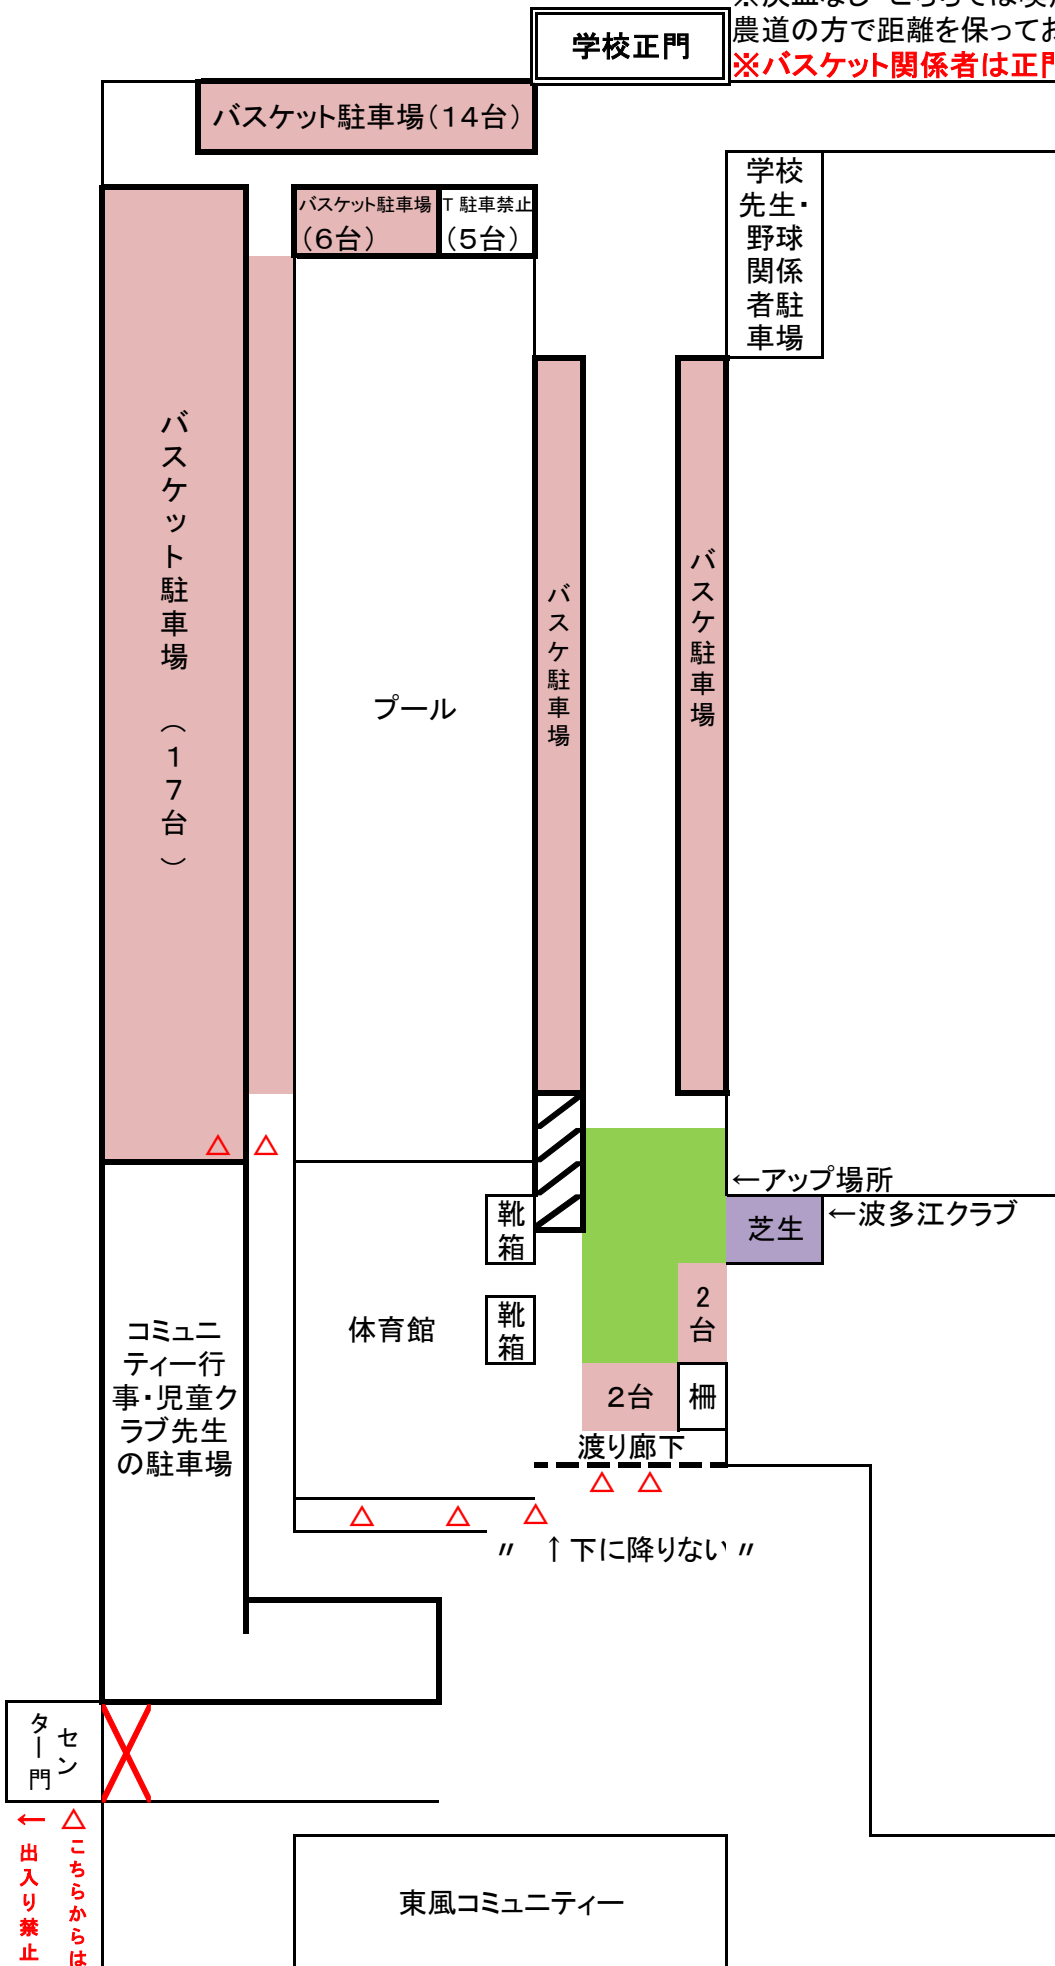 学校正門
農道の方で距離を保ってお
※バスケット関係者は正門
バスケット駐車場(14台)
バスケット駐車場
(6台)
T 駐車禁止
(5台)
学校
先生・
野球
関係
者駐
車場
バスケット駐車場 (17台)
プール
バスケ駐車場
バスケ駐車場
←アップ場所
芝生
←波多江クラブ
靴箱
靴箱
体育館
2台
2台
柵
渡り廊下
コミュニ
ティー行
事・児童ク
ラブ先生
の駐車場
〃 ↑下に降りない 〃
センター門
△こちらからは
← 出入り禁止
東風コミュニティー